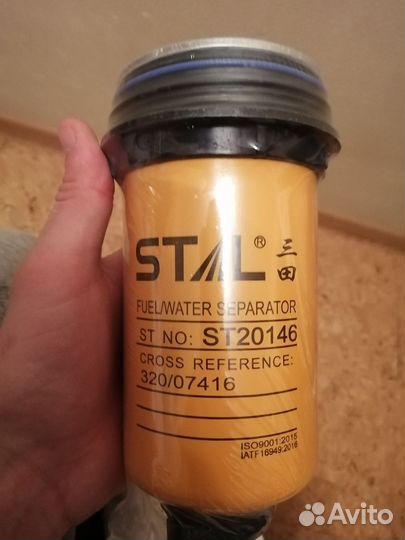 STAL® 三田
FUEL/WATER SEPARATOR
ST NO: ST20146
CROSS REFERENCE:
320/07416
ISO9001:2015
IATF16949:2016
Avito